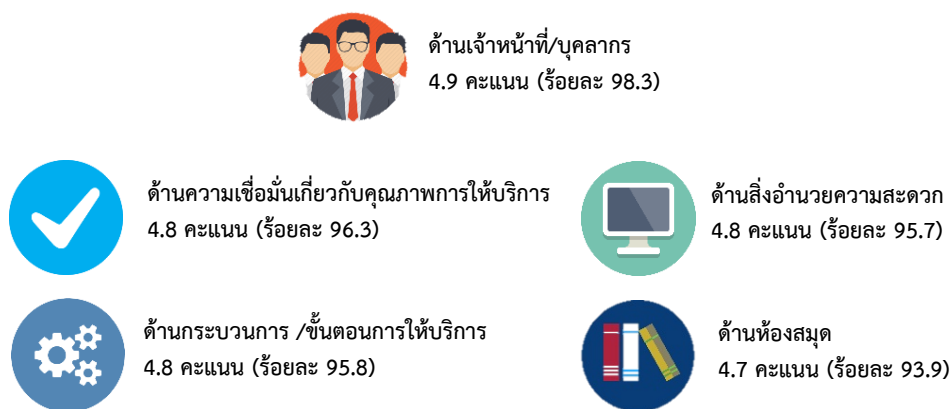 ด้านเจ้าหน้าที่/บุคลากร
4.9 คะแนน (ร้อยละ 98.3)
ด้านความเชื่อมั่นเกี่ยวกับคุณภาพการให้บริการ
4.8 คะแนน (ร้อยละ 96.3)
ด้านสิ่งอำนวยความสะดวก
4.8 คะแนน (ร้อยละ 95.7)
ด้านกระบวนการ /ขั้นตอนการให้บริการ
4.8 คะแนน (ร้อยละ 95.8)
ด้านห้องสมุด
4.7 คะแนน (ร้อยละ 93.9)